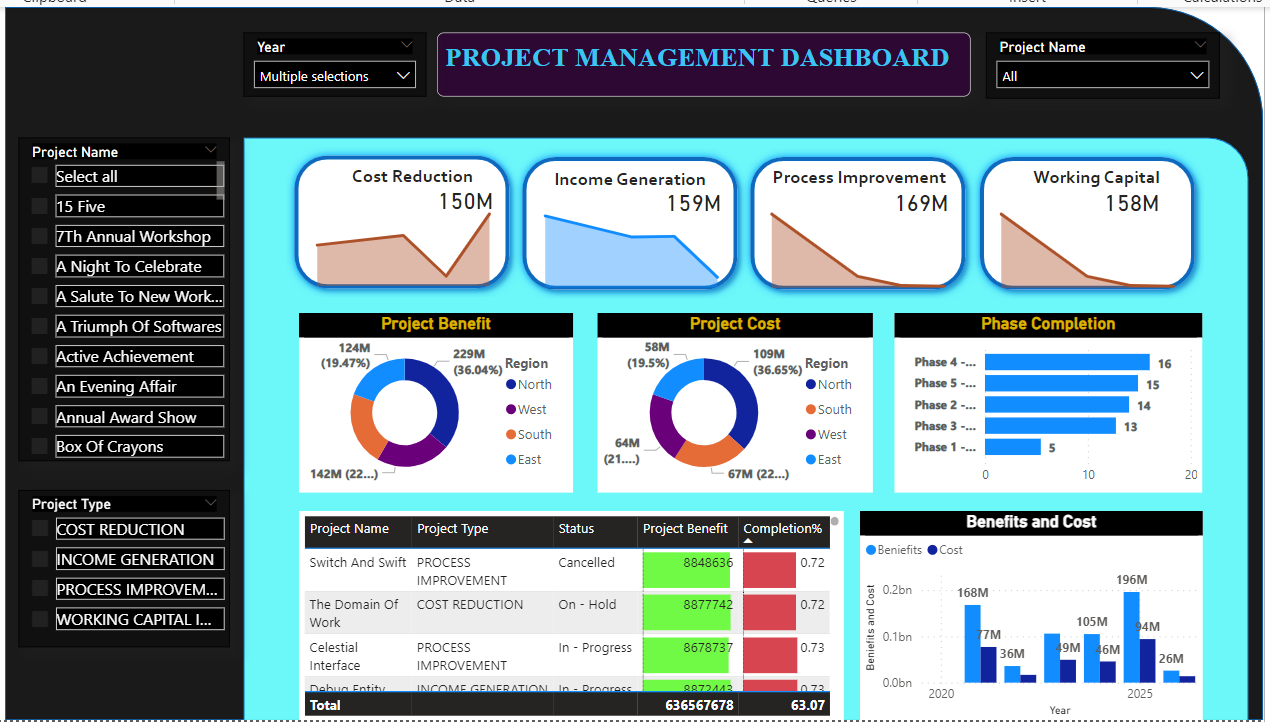 Clipboard Data Queries Insert Calculations
Year
Multiple selections
PROJECT MANAGEMENT DASHBOARD
Project Name
All
Project Name
Select all
15 Five
7Th Annual Workshop
A Night To Celebrate
A Salute To New Work...
A Triumph Of Softwares
Active Achievement
An Evening Affair
Annual Award Show
Box Of Crayons
Project Type
COST REDUCTION
INCOME GENERATION
PROCESS IMPROVEM...
WORKING CAPITAL I...
Cost Reduction
150M
Income Generation
159M
Process Improvement
169M
Working Capital
158M
Project Benefit
124M
(19.47%)
229M
(36.04%)
142M (22...)
Region
North
West
South
East
Project Cost
58M
(19.5%)
109M
(36.65%)
64M
(21....)
67M (22...)
Region
North
South
West
East
Phase Completion
Phase 4 -... 16
Phase 5 -... 15
Phase 2 -... 14
Phase 3 -... 13
Phase 1 -... 5
0 10 20
Project Name Project Type Status Project Benefit Completion%
Switch And Swift PROCESS Cancelled 8848636 0.72
IMPROVEMENT
The Domain Of COST REDUCTION On - Hold 8877742 0.72
Work
Celestial PROCESS In - Progress 8678737 0.73
Interface IMPROVEMENT
Debug Entity INCOME GENERATION In - Progress 8872443 0.73
Total 636567678 63.07
Benefits and Cost
Benefits Cost
Benefits and Cost
0.2bn
0.1bn
0.0bn
168M
77M
36M
49M
105M
46M
196M
94M
26M
2020 2025
Year